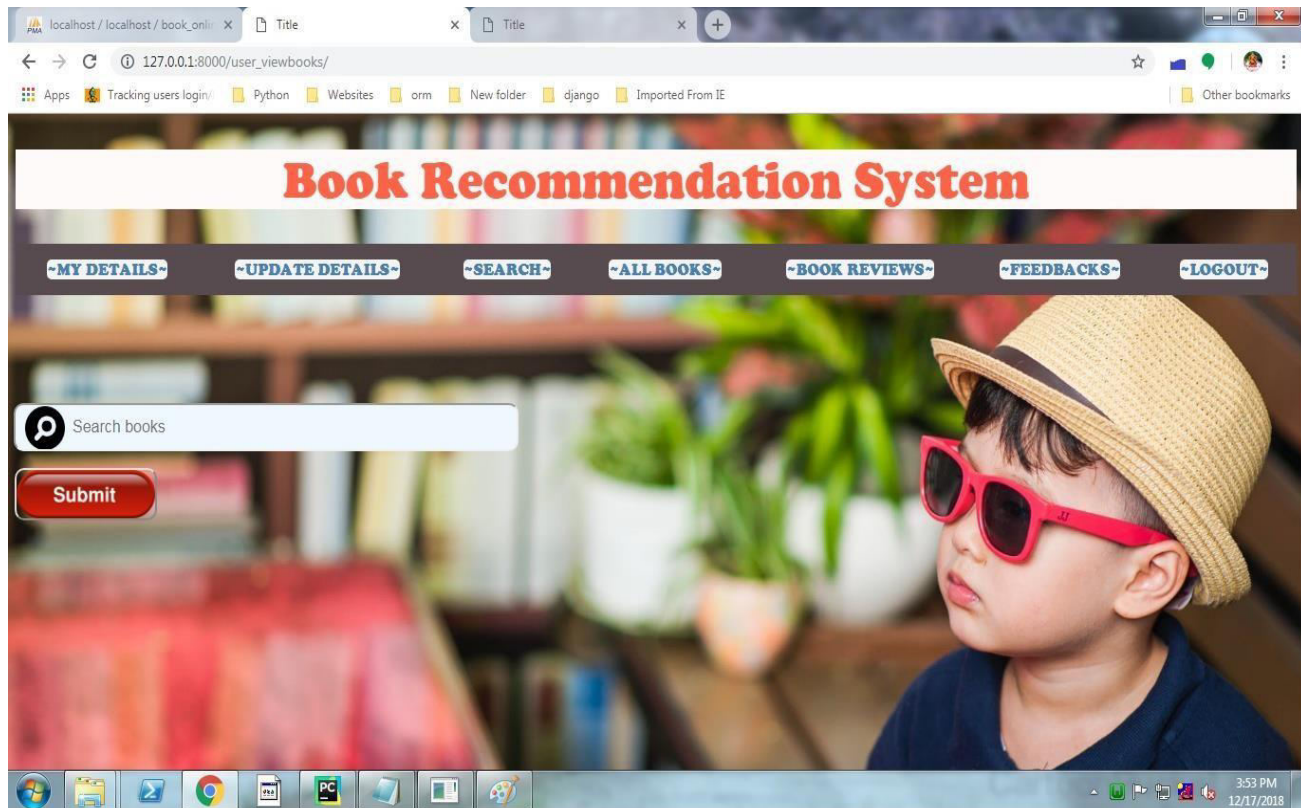 localhost / localhost / book_onlin
Title
Title
127.0.0.1:8000/user_viewbooks/
Apps
Tracking users login/
Python
Websites
orm
New folder
django
Imported From IE
Other bookmarks
Book Recommendation System
~MY DETAILS~
~UPDATE DETAILS~
~SEARCH~
~ALL BOOKS~
~BOOK REVIEWS~
~FEEDBACKS~
~LOGOUT~
Search books
Submit
PC
3:53 PM
12/17/2018